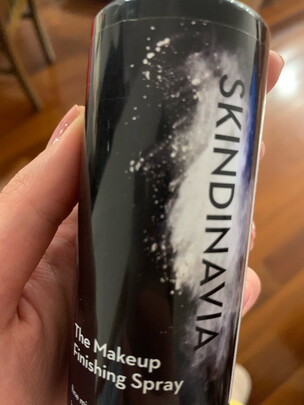 SKINDINAVIA
The Makeup
Finishing Spray